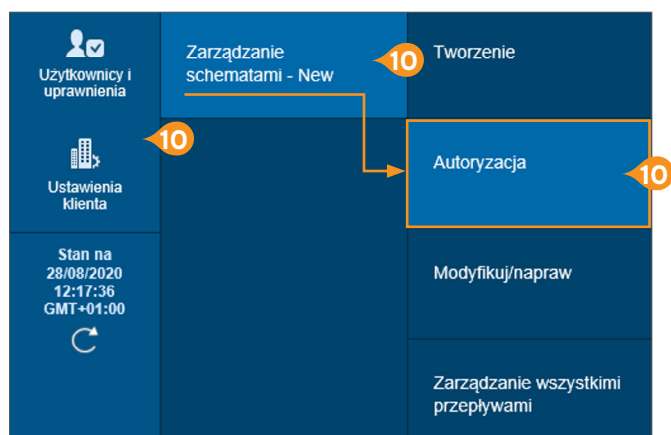 Użytkownicy i
uprawnienia
10
Ustawienia
klienta
Stan na
28/08/2020
12:17:36
GMT+01:00
Zarządzanie
schematami - New
10
Tworzenie
Autoryzacja
10
Modyfikuj/napraw
Zarządzanie wszystkimi
przepływami